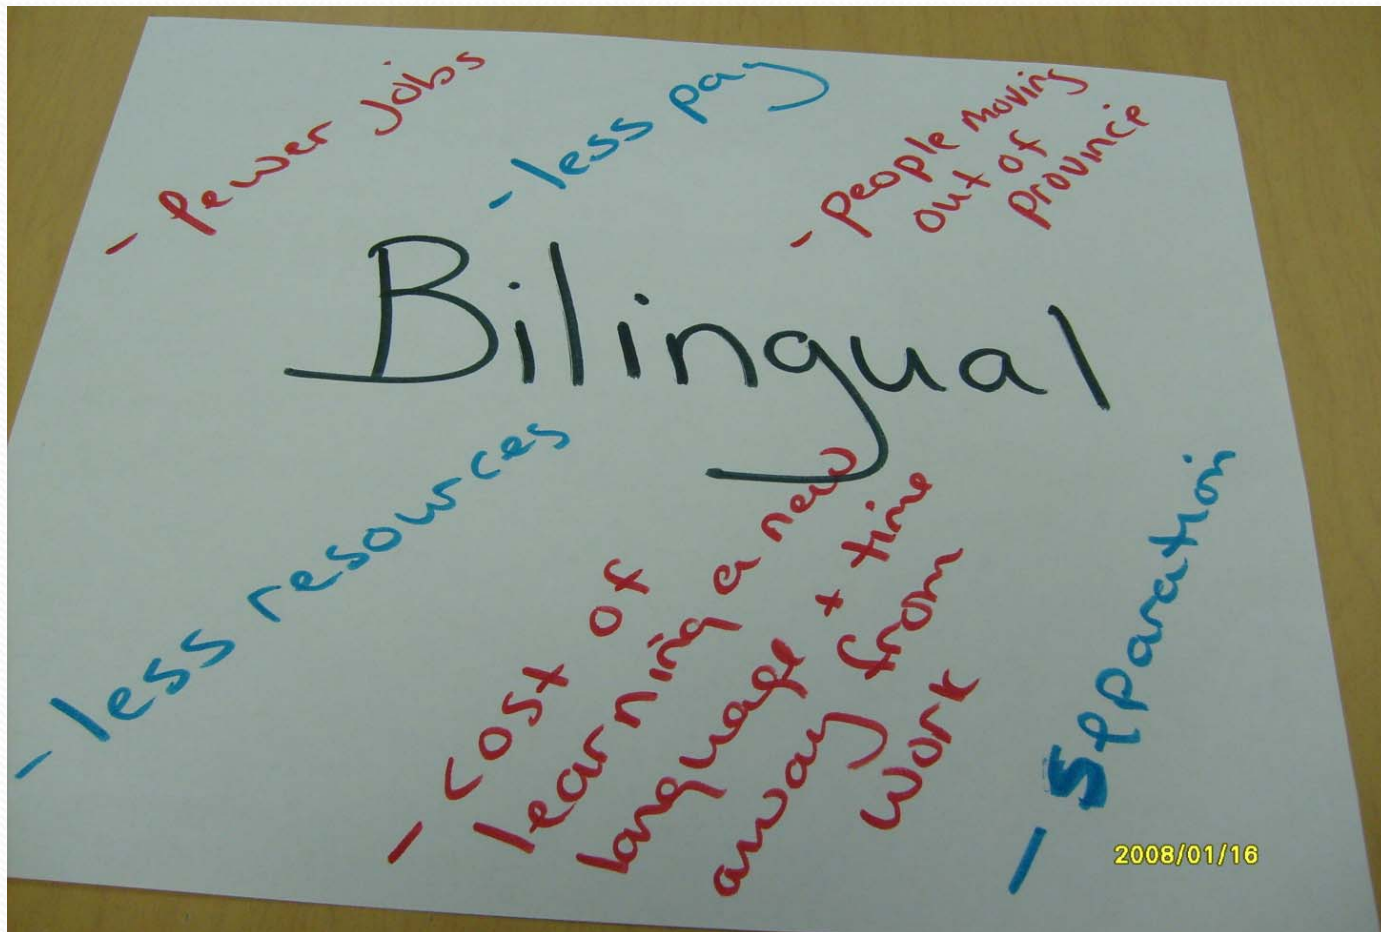 - Fewer Jobs
- less pay
- People moving
out of
province
Bilingual
- less resources
- cost of
learning a new
language + time
away from
work
- Separation
2008/01/16